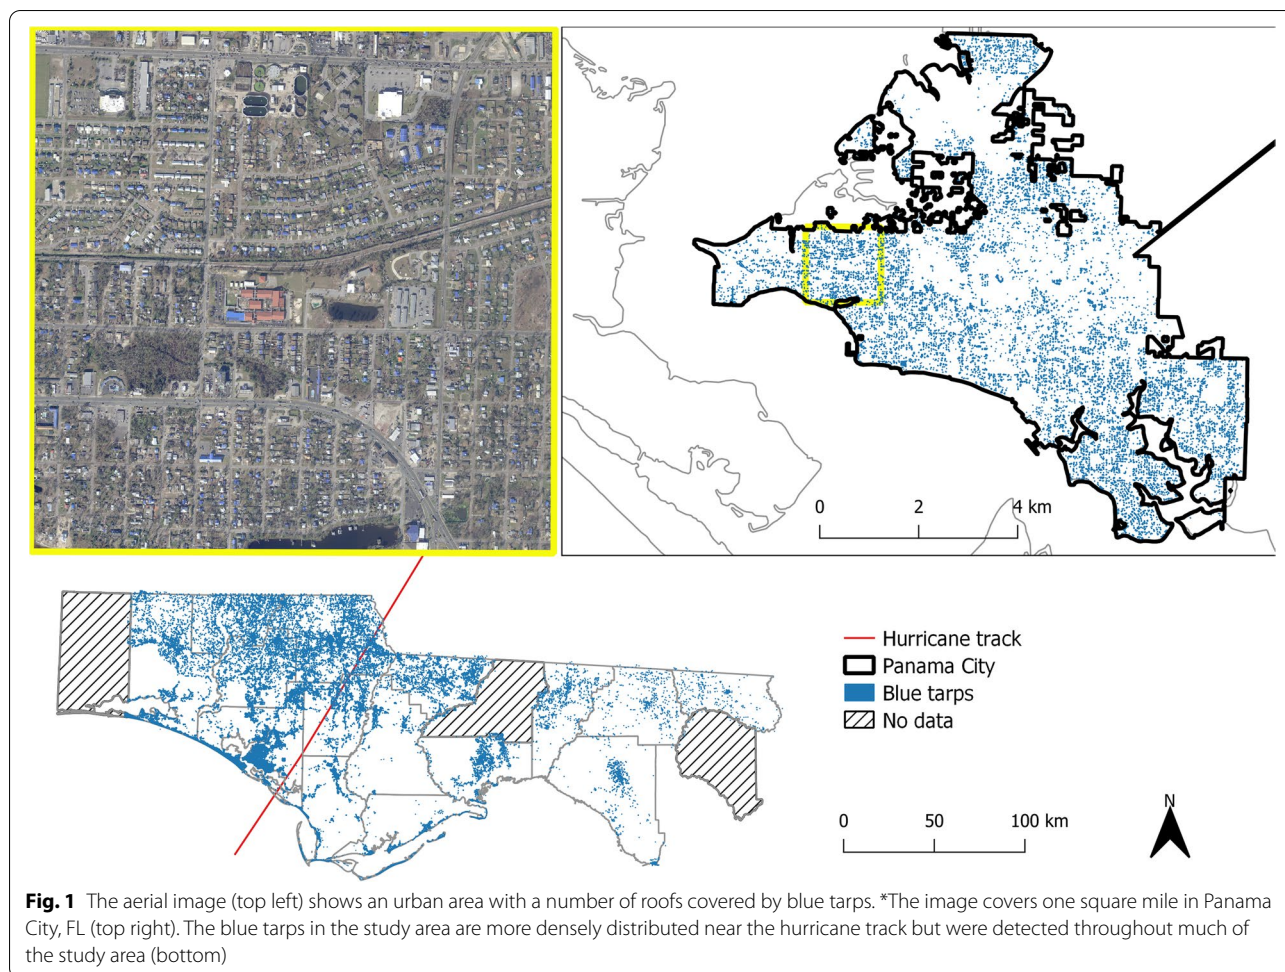 0 2 4 km
Hurricane track
Panama City
Blue tarps
No data
0 50 100 km
N
Fig. 1 The aerial image (top left) shows an urban area with a number of roofs covered by blue tarps. *The image covers one square mile in Panama
City, FL (top right). The blue tarps in the study area are more densely distributed near the hurricane track but were detected throughout much of
the study area (bottom)